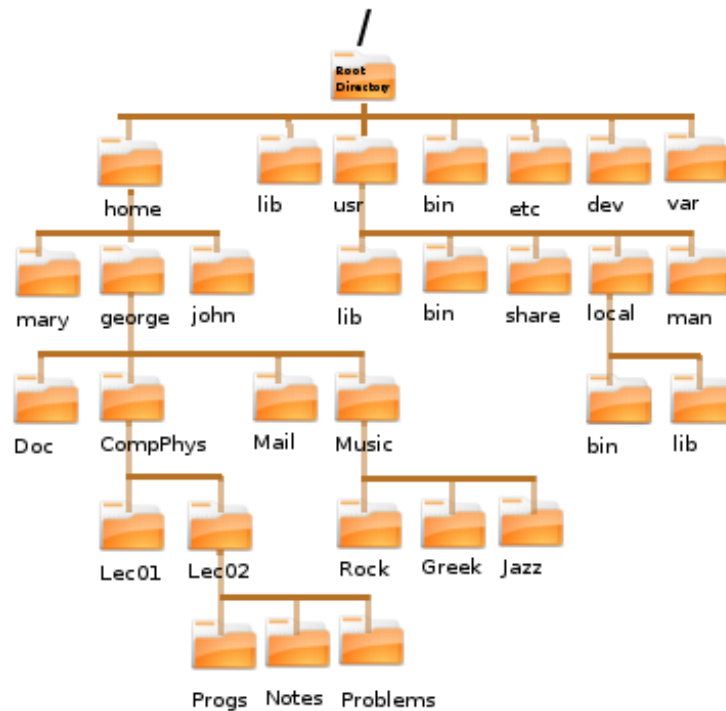 /
Root
Directory
home lib usr bin etc dev var
mary george john lib bin share local man
Doc CompPhys Mail Music bin lib
Lec01 Lec02 Rock Greek Jazz
Progs Notes Problems